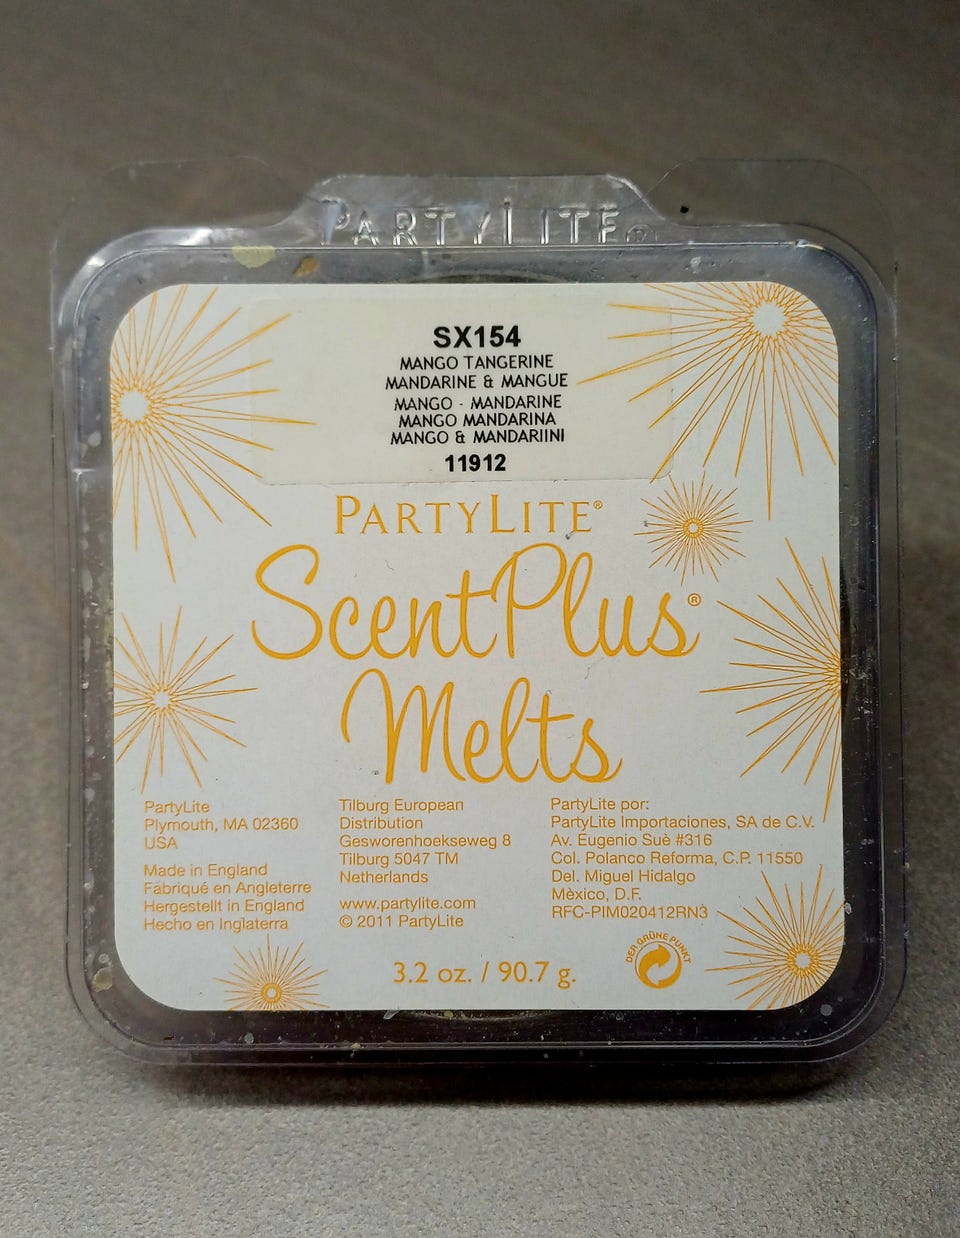 PARTYLITE®
SX154
MANGO TANGERINE
MANDARINE & MANGUE
MANGO - MANDARINE
MANGO MANDARINA
MANGO & MANDARIINI
11912
PARTYLITE®
ScentPlus®
Melts
PartyLite
Plymouth, MA 02360
USA
Made in England
Fäbriqué en Angleterre
Hergestellt in England
Hecho en Inglaterra
Tilburg European
Distribution
Gesworenhoekseweg 8
Tilburg 5047 TM
Netherlands
www.partylite.com
© 2011 PartyLite
PartyLite por:
PartyLite Importaciones, SA de C.V.
Av. Eugenio Suè #316
Col. Polanco Reforma, C.P. 11550
Del. Miguel Hidalgo
Mèxico, D.F.
RFC-PIM020412RN3
DER GRÜNE PUNKT
3.2 oz. / 90.7 g.